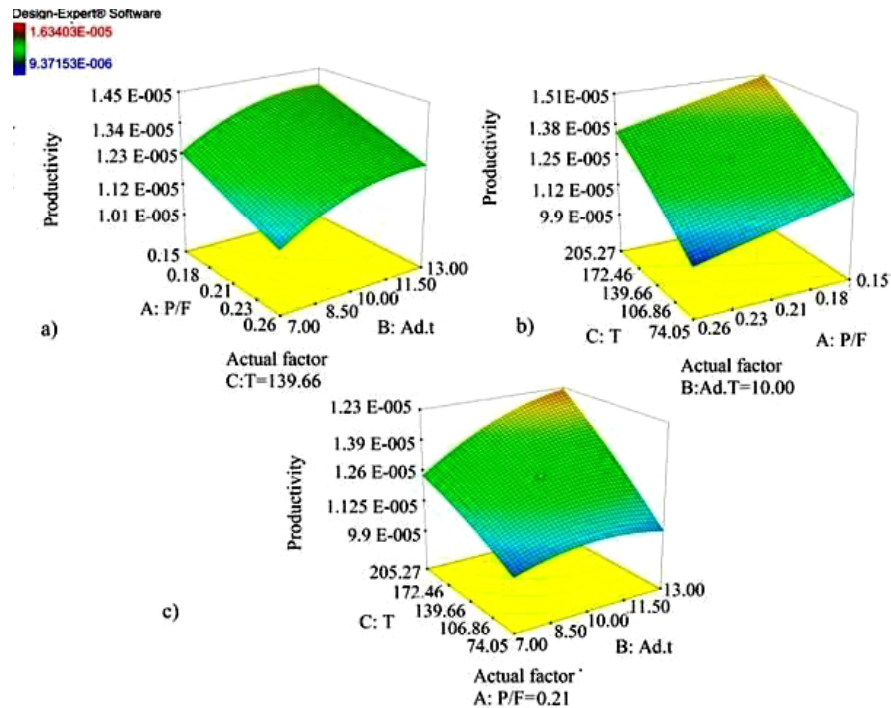 Design-Expert® Software
1.63403E-005
9.37153E-006
1.45 E-005
1.34 E-005
1.23 E-005
1.12 E-005
1.01 E-005
Productivity
0.15
0.18
0.21
0.23
0.26
A: P/F
7.00
8.50
10.00
11.50
13.00
B: Ad.t
a)
Actual factor
C:T=139.66
1.51E-005
1.38 E-005
1.25 E-005
1.12 E-005
9.9 E-005
Productivity
205.27
172.46
139.66
106.86
74.05
C: T
0.26
0.23
0.21
0.18
0.15
A: P/F
b)
Actual factor
B:Ad.T=10.00
1.23 E-005
1.39 E-005
1.26 E-005
1.125 E-005
9.9 E-005
Productivity
205.27
172.46
139.66
106.86
74.05
C: T
7.00
8.50
10.00
11.50
13.00
B: Ad.t
c)
Actual factor
A: P/F=0.21